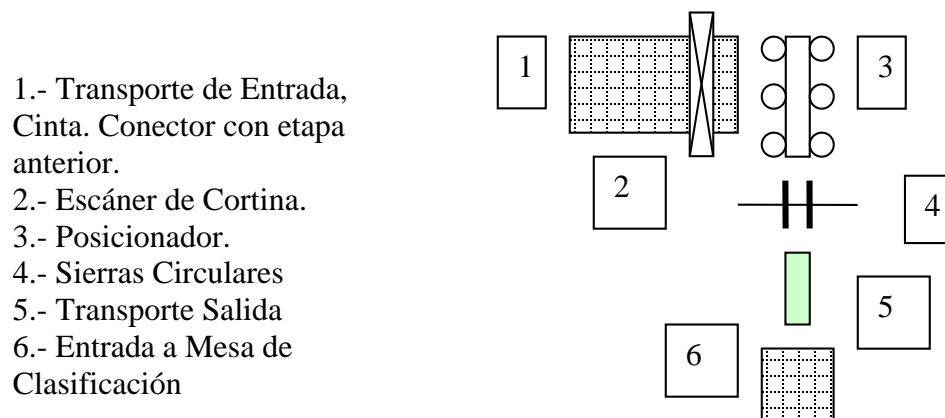 1.- Transporte de Entrada,
Cinta. Conector con etapa
anterior.
2.- Escáner de Cortina.
3.- Posicionador.
4.- Sierras Circulares
5.- Transporte Salida
6.- Entrada a Mesa de
Clasificación
1
3
2
4
5
6